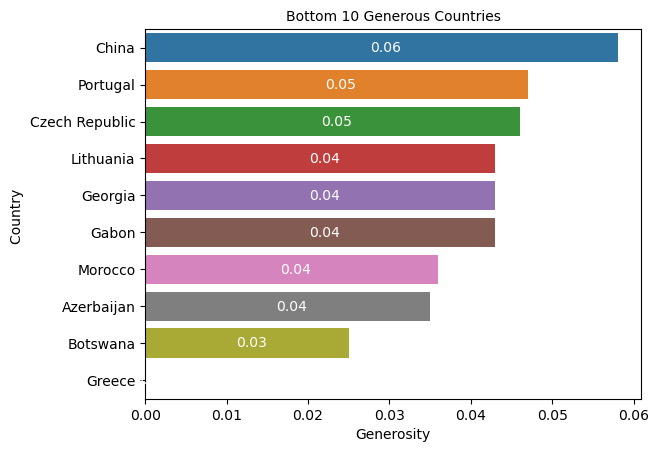 Bottom 10 Generous Countries
China 0.06
Portugal 0.05
Czech Republic 0.05
Lithuania 0.04
Georgia 0.04
Gabon 0.04
Morocco 0.04
Azerbaijan 0.04
Botswana 0.03
Greece
Country
0.00 0.01 0.02 0.03 0.04 0.05 0.06
Generosity